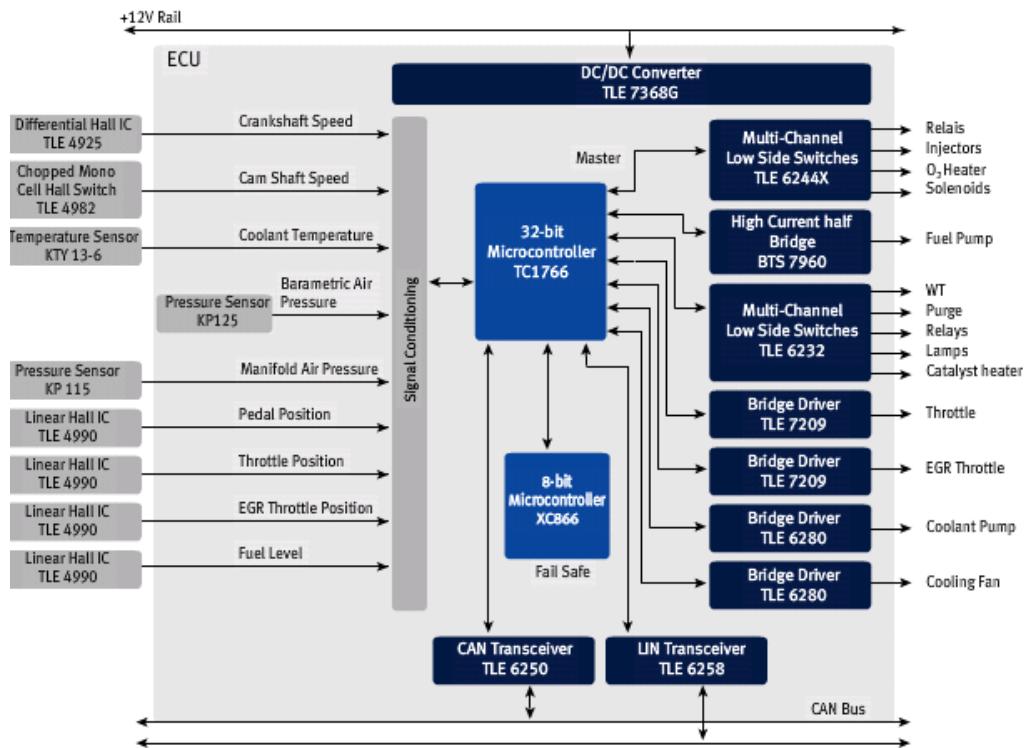 +12V Rail
ECU
DC/DC Converter
TLE 7368G
Differential Hall IC
TLE 4925
Crankshaft Speed
Chopped Mono
Cell Hall Switch
TLE 4982
Cam Shaft Speed
Temperature Sensor
KTY 13-6
Coolant Temperature
Pressure Sensor
KP125
Barametric Air
Pressure
Pressure Sensor
KP 115
Manifold Air Pressure
Linear Hall IC
TLE 4990
Pedal Position
Linear Hall IC
TLE 4990
Throttle Position
Linear Hall IC
TLE 4990
EGR Throttle Position
Linear Hall IC
TLE 4990
Fuel Level
Signal Conditioning
Master
32-bit
Microcontroller
TC1766
8-bit
Microcontroller
XC866
Fail Safe
Multi-Channel
Low Side Switches
TLE 6244X
Relais
Injectors
O₂ Heater
Solenoids
High Current half
Bridge
BTS 7960
Fuel Pump
Multi-Channel
Low Side Switches
TLE 6232
WT
Purge
Relays
Lamps
Catalyst heater
Bridge Driver
TLE 7209
Throttle
Bridge Driver
TLE 7209
EGR Throttle
Bridge Driver
TLE 6280
Coolant Pump
Bridge Driver
TLE 6280
Cooling Fan
CAN Transceiver
TLE 6250
LIN Transceiver
TLE 6258
CAN Bus